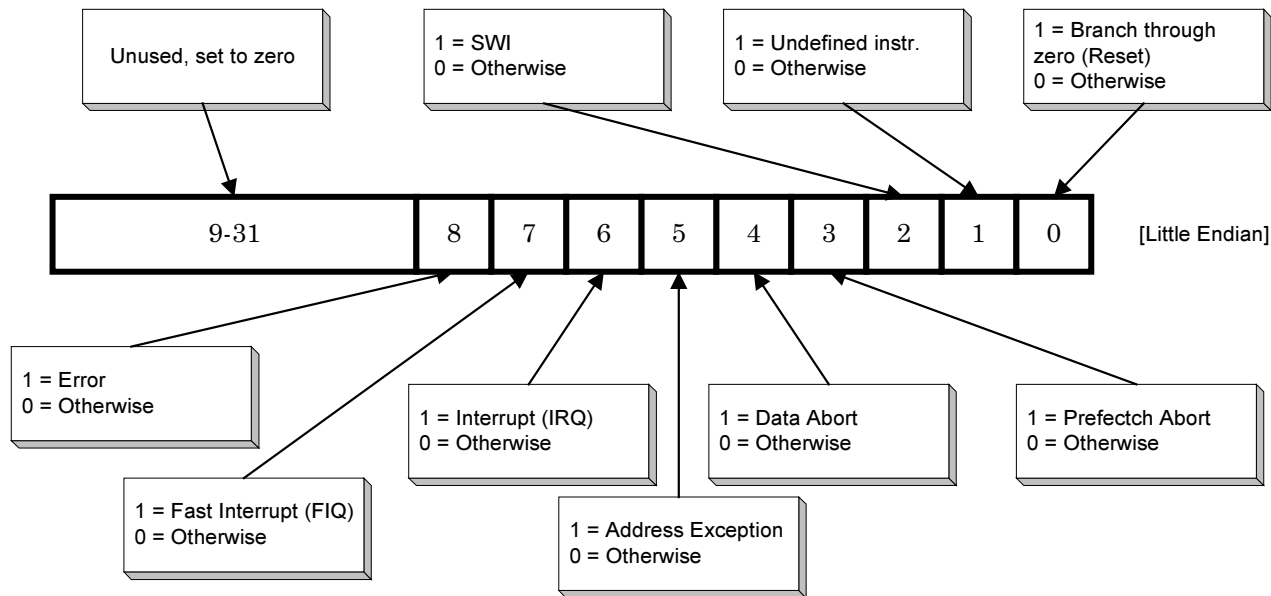 Unused, set to zero
1 = SWI
0 = Otherwise
1 = Undefined instr.
0 = Otherwise
1 = Branch through
zero (Reset)
0 = Otherwise
9-31
8
7
6
5
4
3
2
1
0
[Little Endian]
1 = Error
0 = Otherwise
1 = Interrupt (IRQ)
0 = Otherwise
1 = Data Abort
0 = Otherwise
1 = Prefectch Abort
0 = Otherwise
1 = Fast Interrupt (FIQ)
0 = Otherwise
1 = Address Exception
0 = Otherwise